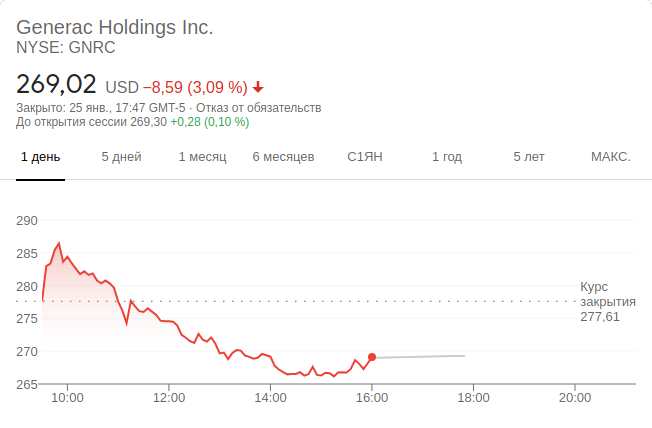 Generac Holdings Inc.
NYSE: GNRC
269,02 USD −8,59 (3,09 %)
Закрыто: 25 янв., 17:47 GMT-5 · Отказ от обязательств
До открытия сессии 269,30 +0,28 (0,10 %)
1 день 5 дней 1 месяц 6 месяцев С1ЯН 1 год 5 лет МАКС.
290
285
280
275
270
265
Курс
закрытия
277,61
10:00 12:00 14:00 16:00 18:00 20:00